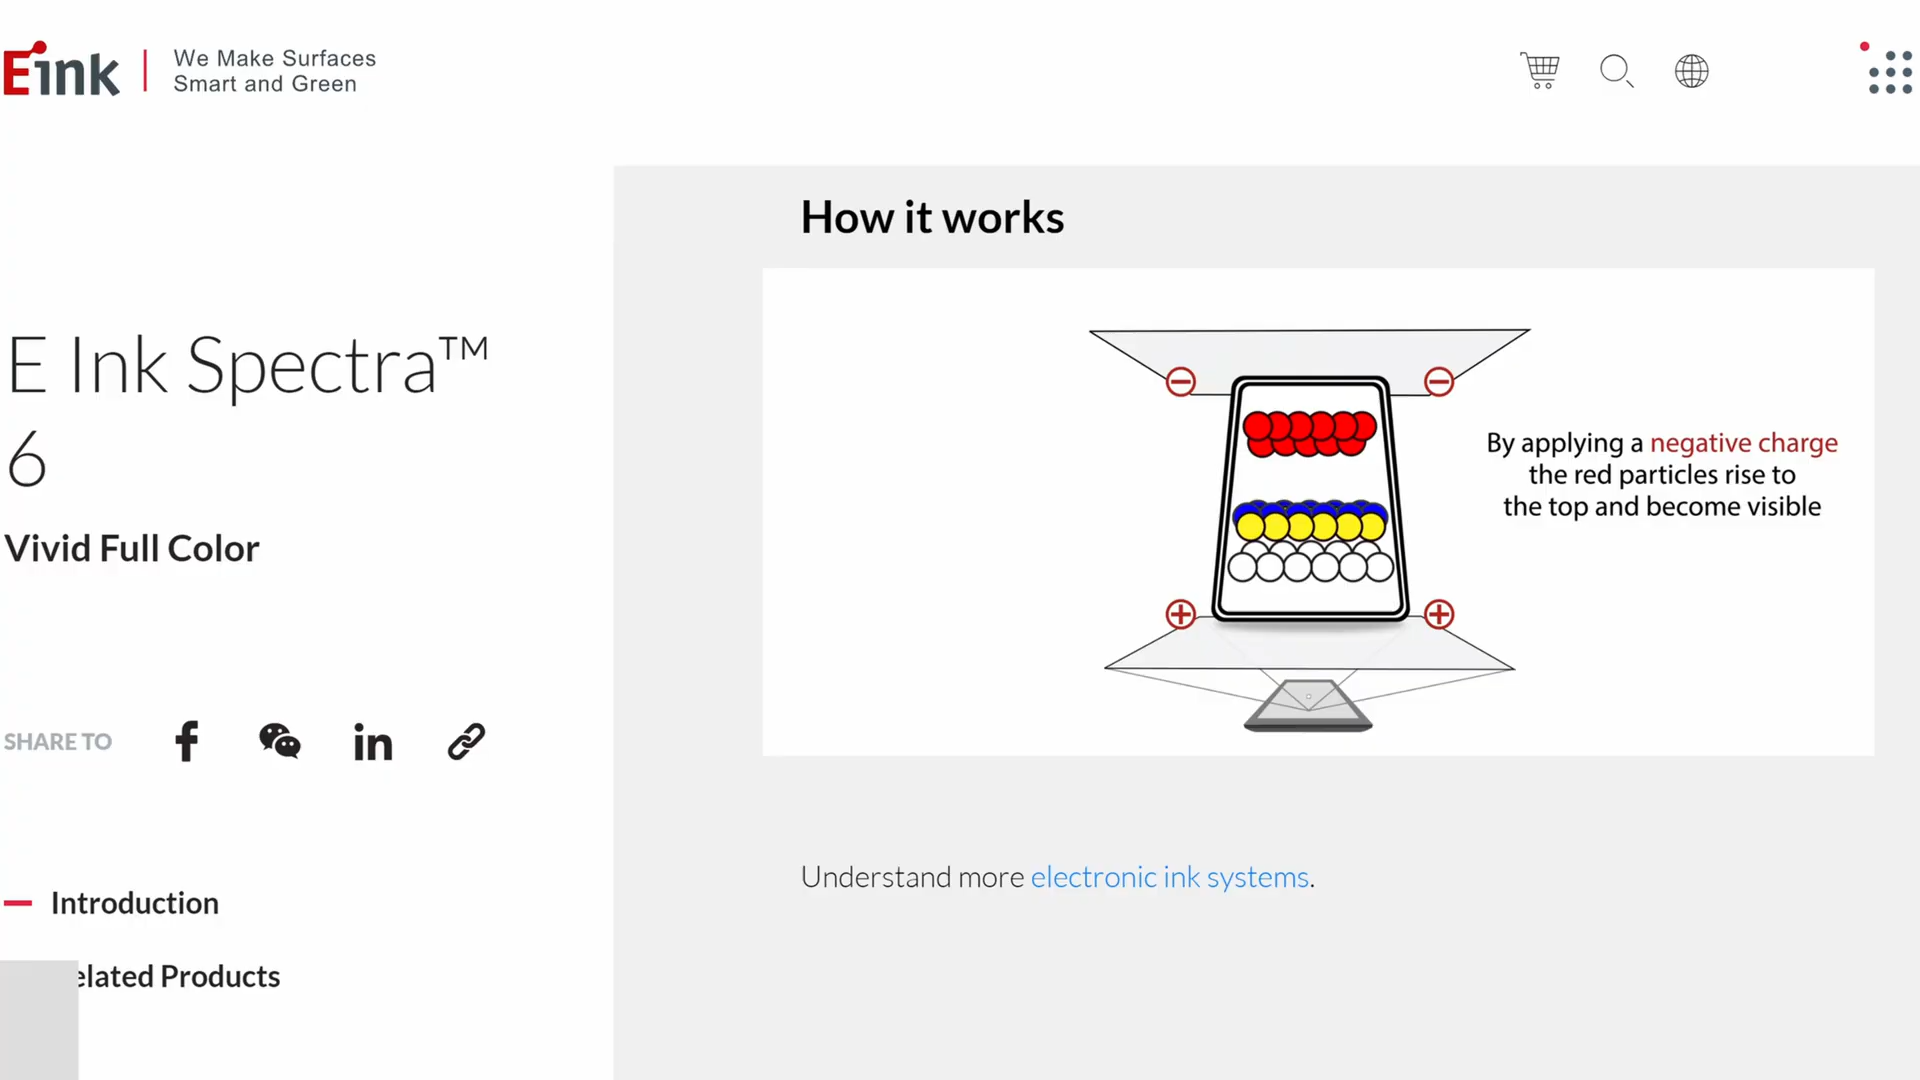 Eink
We Make Surfaces
Smart and Green
E Ink Spectra™
6
Vivid Full Color
SHARE TO
Introduction
elated Products
How it works
By applying a negative charge
the red particles rise to
the top and become visible
Understand more electronic ink systems.